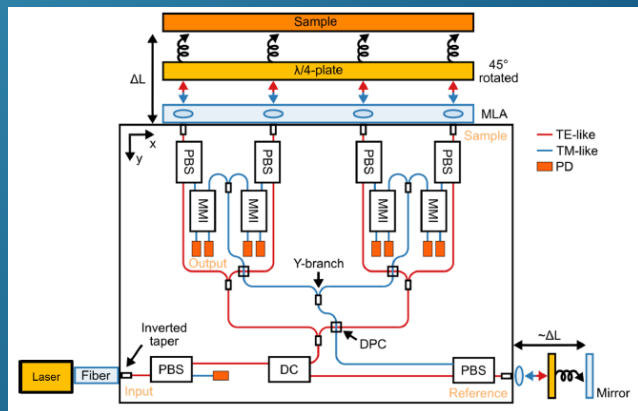 Sample
ΔL
λ/4-plate
45°
rotated
MLA
x
y
Sample
PBS
PBS
PBS
PBS
TE-like
TM-like
PD
MMI
MMI
MMI
MMI
Output
Y-branch
Inverted
taper
DPC
~ΔL
Laser
Fiber
Input
PBS
DC
PBS
Reference
Mirror